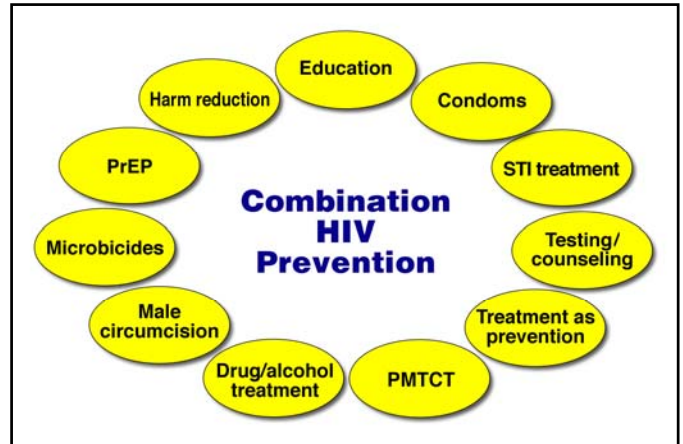 Education
Condoms
STI treatment
Testing/
counseling
Treatment as
prevention
PMTCT
Drug/alcohol
treatment
Male
circumcision
Microbicides
PrEP
Harm reduction
Combination
HIV
Prevention